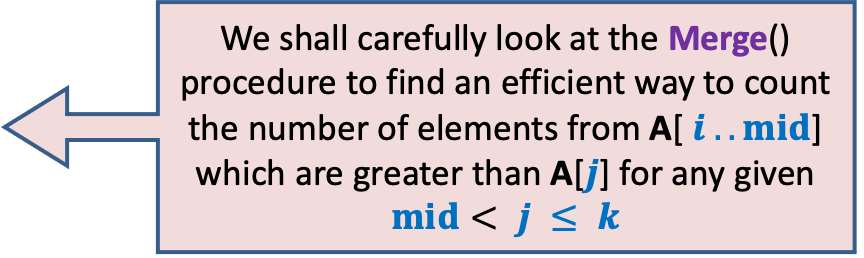 We shall carefully look at the Merge()
procedure to find an efficient way to count
the number of elements from A[ i . . mid]
which are greater than A[j] for any given
mid < j ≤ k